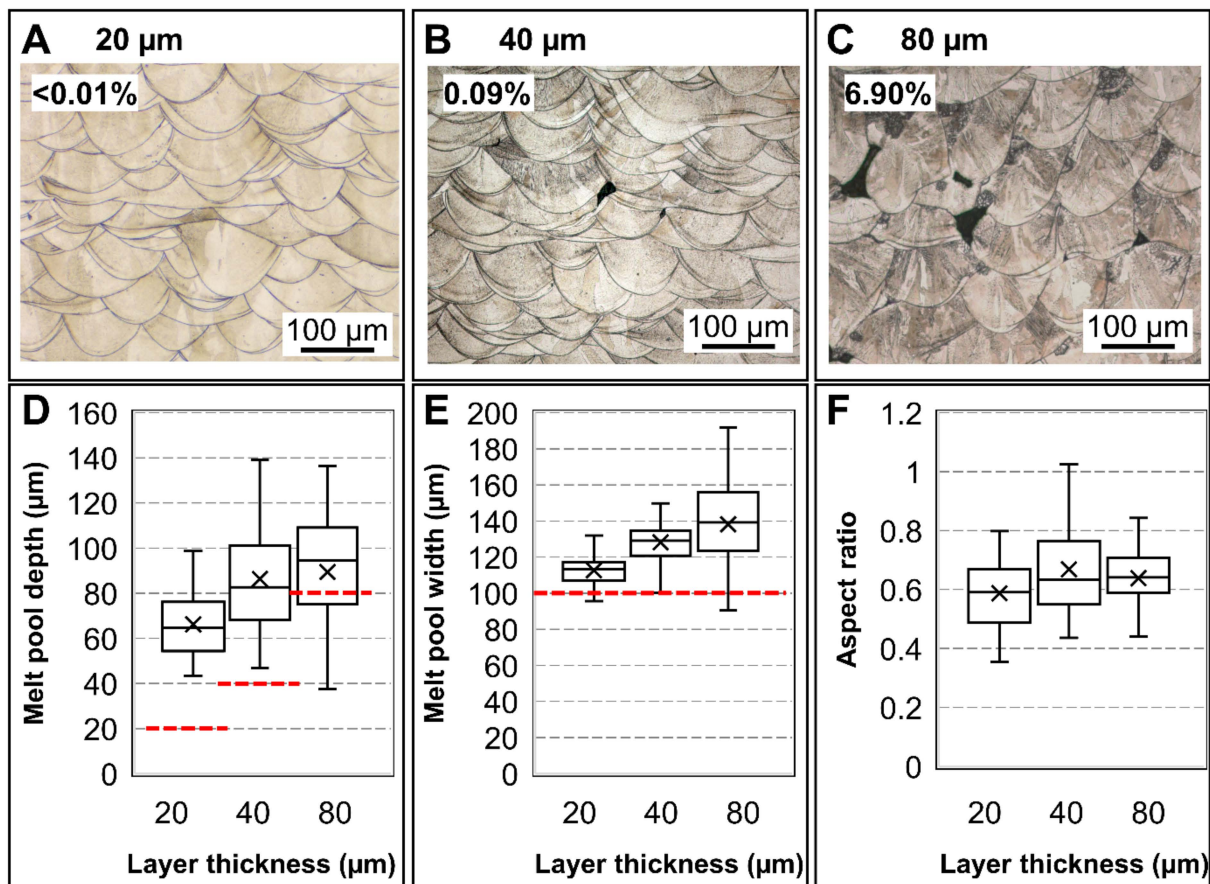 A 20 µm
<0.01%
100 µm
B 40 µm
0.09%
100 µm
C 80 µm
6.90%
100 µm
D
Melt pool depth (µm)
160
140
120
100
80
60
40
20
0
20 40 80
Layer thickness (µm)
E
Melt pool width (µm)
200
180
160
140
120
100
80
60
40
20
0
20 40 80
Layer thickness (µm)
F
Aspect ratio
1.2
1
0.8
0.6
0.4
0.2
0
20 40 80
Layer thickness (µm)